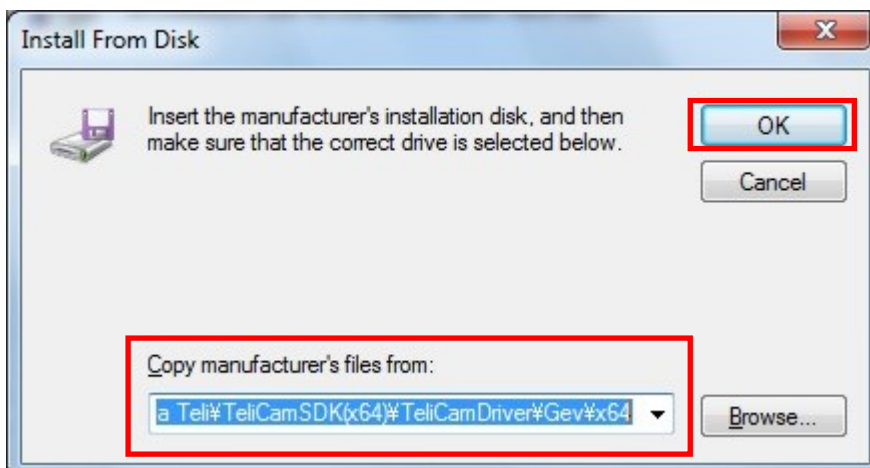 Install From Disk
Insert the manufacturer's installation disk, and then
make sure that the correct drive is selected below.
OK
Cancel
Copy manufacturer's files from:
a Teli¥TeliCamSDK(x64)¥TeliCamDriver¥Gev¥x64
Browse...